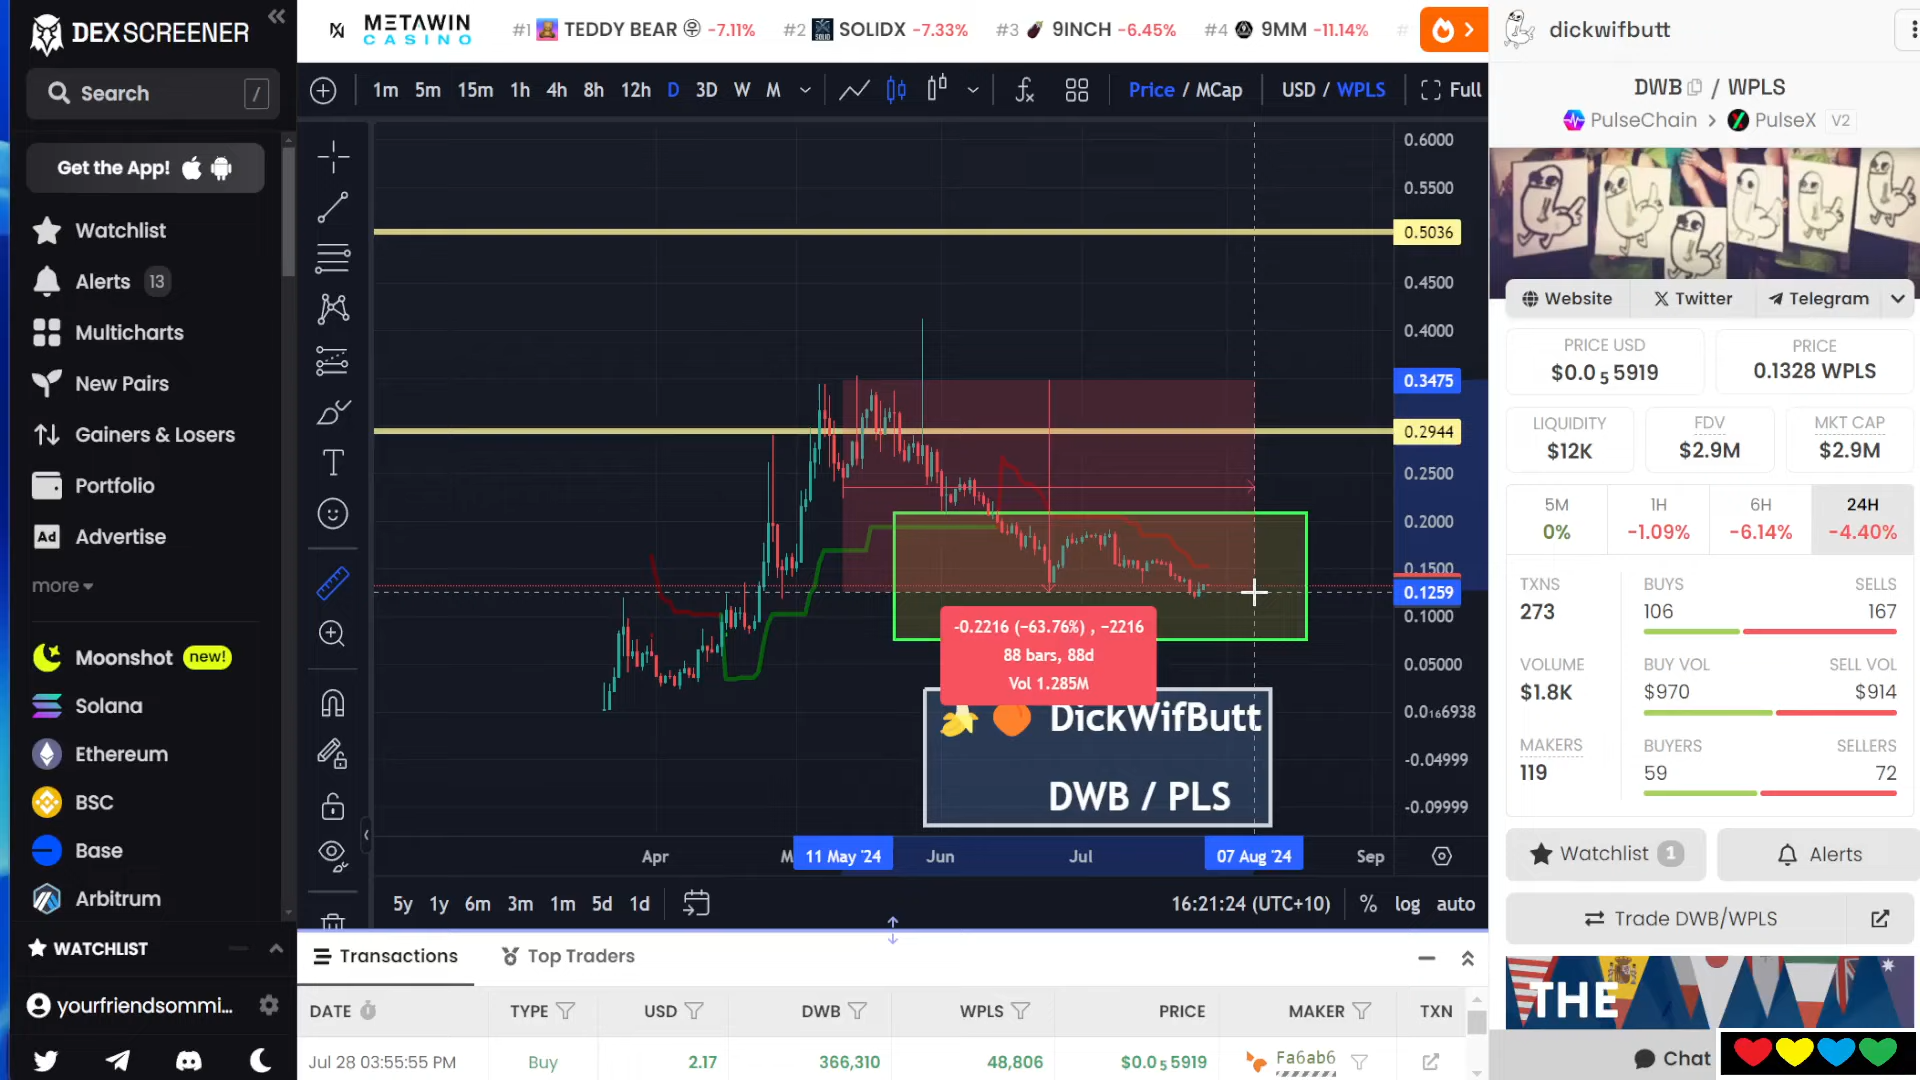 DEX SCREENER
Search /
Get the App!
Watchlist
Alerts 13
Multicharts
New Pairs
Gainers & Losers
Portfolio
Ad Advertise
more
Moonshot new!
Solana
Ethereum
BSC
Base
Arbitrum
WATCHLIST
yourfriendsommi...
METAWIN
CASINO
#1 TEDDY BEAR -7.11%
#2 SOLIDX -7.33%
#3 9INCH -6.45%
#4 9MM -11.14%
#
1m 5m 15m 1h 4h 8h 12h D 3D W M
Price / MCap
USD / WPLS
Full
0.6000
0.5500
0.5036
0.4500
0.4000
0.3475
0.2944
0.2500
0.2000
0.1500
0.1259
0.1000
0.05000
0.0₁₆6938
-0.04999
-0.09999
-0.2216 (−63.76%) , −2216
88 bars, 88d
Vol 1.285M
🍌 🍑 DickWifButt
DWB / PLS
Apr M 11 May '24 Jun Jul 07 Aug '24 Sep
5y 1y 6m 3m 1m 5d 1d
16:21:24 (UTC+10) % log auto
Transactions Top Traders
DATE TYPE USD DWB WPLS PRICE MAKER TXN
Jul 28 03:55:55 PM Buy 2.17 366,310 48,806 $0.0₅5919 Fa6ab6
dickwifbutt
DWB / WPLS
PulseChain > PulseX V2
Website Twitter Telegram
PRICE USD
$0.0₅5919
PRICE
0.1328 WPLS
LIQUIDITY
$12K
FDV
$2.9M
MKT CAP
$2.9M
5M
0%
1H
-1.09%
6H
-6.14%
24H
-4.40%
TXNS
273
BUYS SELLS
106 167
VOLUME
$1.8K
BUY VOL SELL VOL
$970 $914
MAKERS
119
BUYERS SELLERS
59 72
Watchlist 1
Alerts
Trade DWB/WPLS
THE
Chat